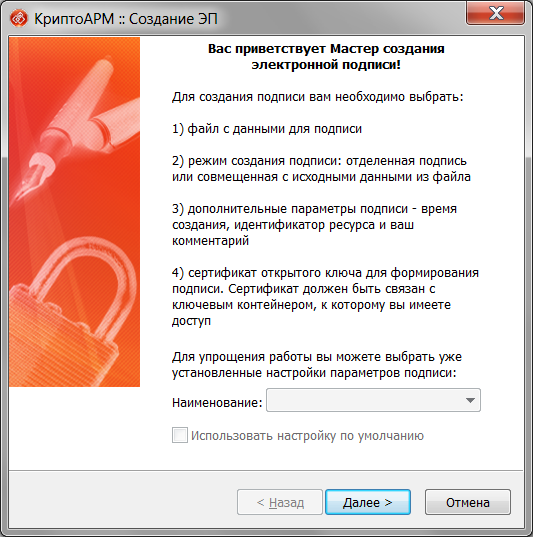 КриптоАРМ :: Создание ЭП
Вас приветствует Мастер создания
электронной подписи!
Для создания подписи вам необходимо выбрать:
1) файл с данными для подписи
2) режим создания подписи: отделенная подпись
или совмещенная с исходными данными из файла
3) дополнительные параметры подписи - время
создания, идентификатор ресурса и ваш
комментарий
4) сертификат открытого ключа для формирования
подписи. Сертификат должен быть связан с
ключевым контейнером, к которому вы имеете
доступ
Для упрощения работы вы можете выбрать уже
установленные настройки параметров подписи:
Наименование:
Использовать настройку по умолчанию
< Назад
Далее >
Отмена